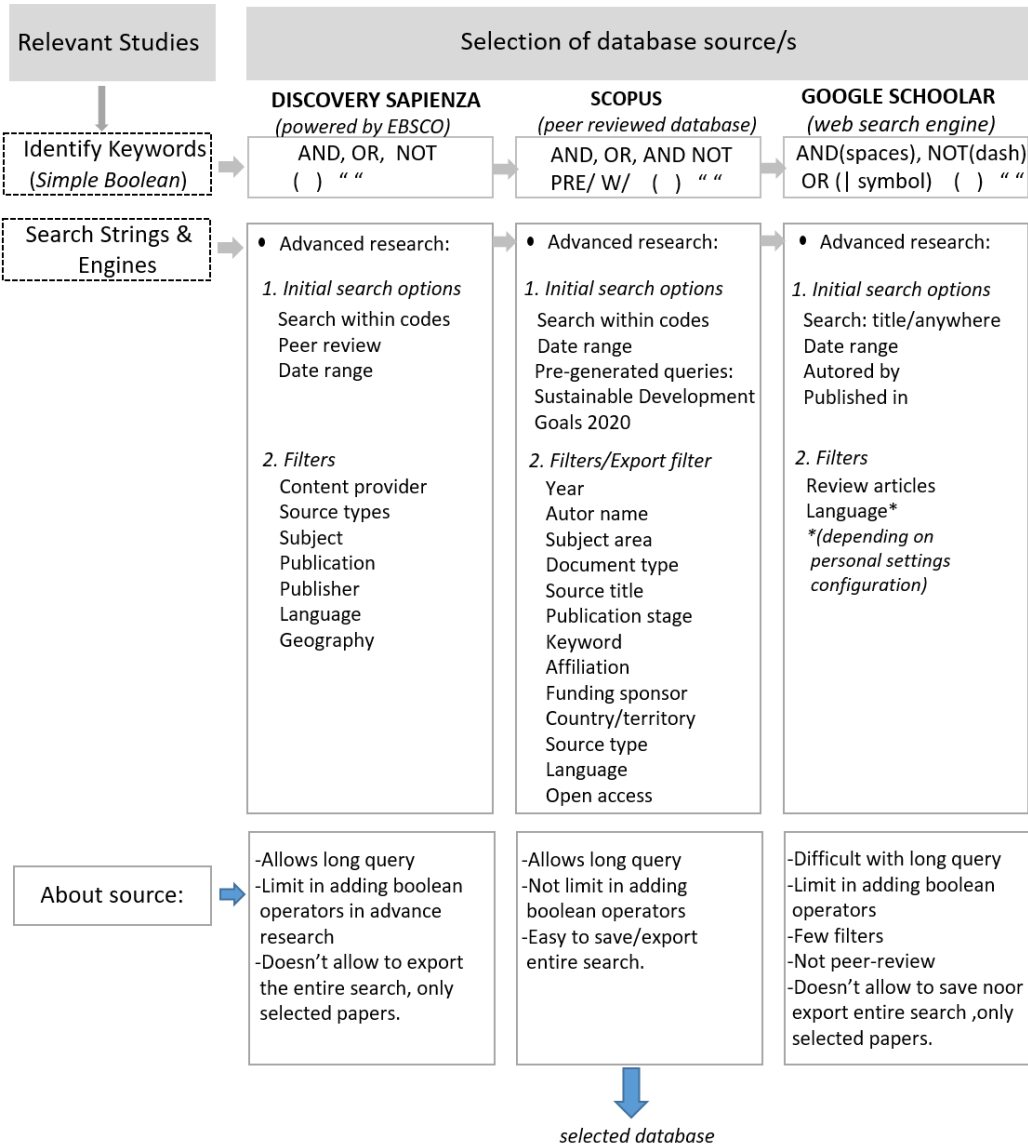 Relevant Studies
Selection of database source/s
DISCOVERY SAPIENZA
(powered by EBSCO)
SCOPUS
(peer reviewed database)
GOOGLE SCHOOLAR
(web search engine)
Identify Keywords
(Simple Boolean)
AND, OR, NOT
( ) “ “
AND, OR, AND NOT
PRE/ W/ ( ) “ “
AND(spaces), NOT(dash)
OR (| symbol) ( ) “ “
Search Strings &
Engines
• Advanced research:
1. Initial search options
Search within codes
Peer review
Date range
2. Filters
Content provider
Source types
Subject
Publication
Publisher
Language
Geography
• Advanced research:
1. Initial search options
Search within codes
Date range
Pre-generated queries:
Sustainable Development
Goals 2020
2. Filters/Export filter
Year
Autor name
Subject area
Document type
Source title
Publication stage
Keyword
Affiliation
Funding sponsor
Country/territory
Source type
Language
Open access
• Advanced research:
1. Initial search options
Search: title/anywhere
Date range
Autored by
Published in
2. Filters
Review articles
Language*
*(depending on
personal settings
configuration)
About source:
-Allows long query
-Limit in adding boolean
operators in advance
research
-Doesn’t allow to export
the entire search, only
selected papers.
-Allows long query
-Not limit in adding
boolean operators
-Easy to save/export
entire search.
-Difficult with long query
-Limit in adding boolean
operators
-Few filters
-Not peer-review
-Doesn’t allow to save noor
export entire search ,only
selected papers.
selected database